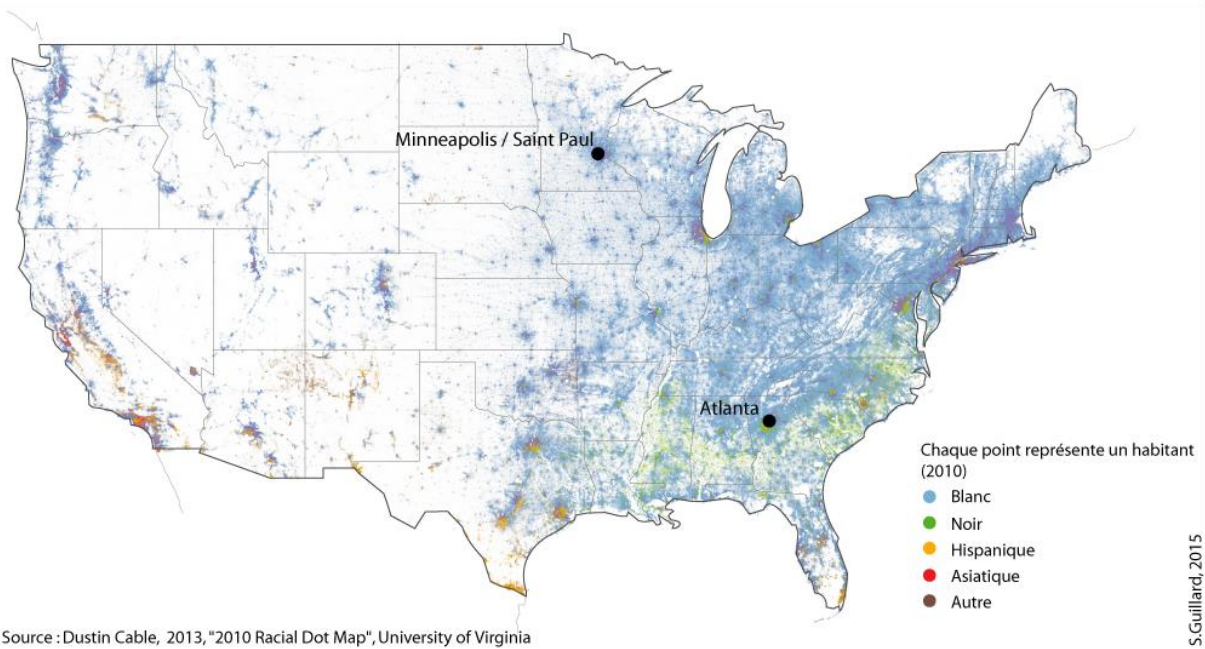 Minneapolis / Saint Paul
Atlanta
Chaque point représente un habitant
(2010)
Blanc
Noir
Hispanique
Asiatique
Autre
S.Guillard, 2015
Source : Dustin Cable, 2013, "2010 Racial Dot Map", University of Virginia